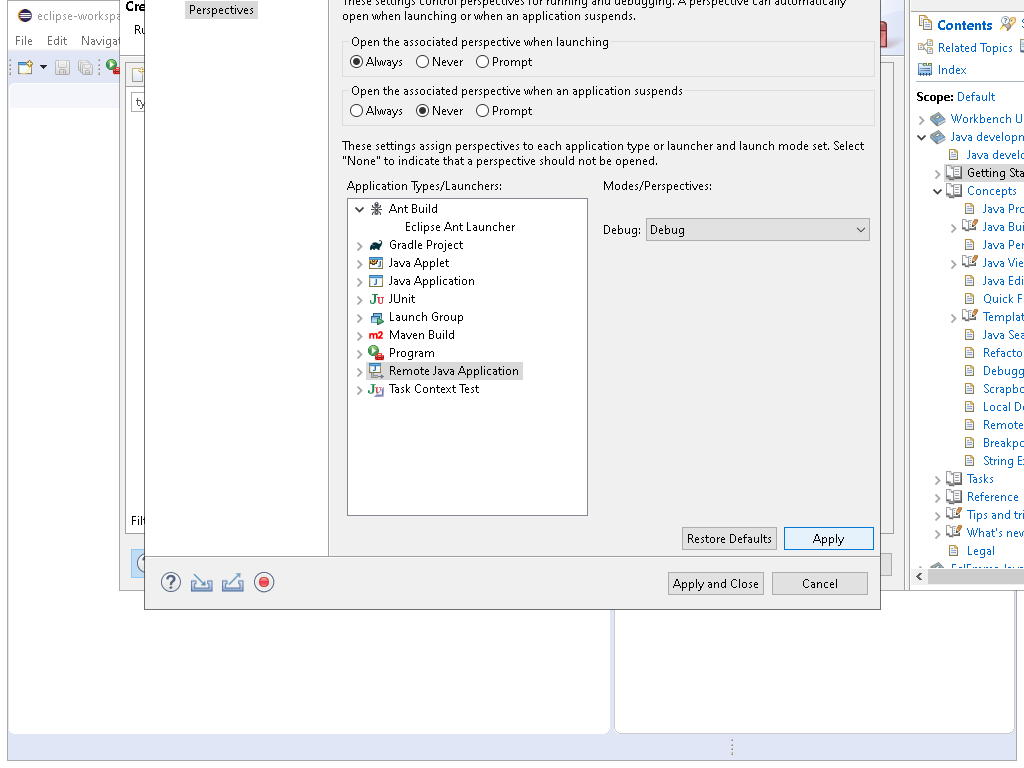 eclipse-workspa
File Edit Navigat
Cre
Ru
ty
Filt
Perspectives
These settings control perspectives for running and debugging. A perspective can automatically
open when launching or when an application suspends.
Open the associated perspective when launching
Always Never Prompt
Open the associated perspective when an application suspends
Always Never Prompt
These settings assign perspectives to each application type or launcher and launch mode set. Select
"None" to indicate that a perspective should not be opened.
Application Types/Launchers:
Modes/Perspectives:
Ant Build
Eclipse Ant Launcher
Gradle Project
Java Applet
Java Application
JUnit
Launch Group
Maven Build
Program
Remote Java Application
Task Context Test
Debug: Debug
Restore Defaults Apply
Apply and Close Cancel
Contents
Related Topics
Index
Scope: Default
Workbench U
Java developn
Java develo
Getting Sta
Concepts
Java Pro
Java Bui
Java Per
Java Vie
Java Edi
Quick F
Templat
Java Sea
Refacto
Debugg
Scrapbo
Local De
Remote
Breakpo
String Ex
Tasks
Reference
Tips and tri
What's new
Legal